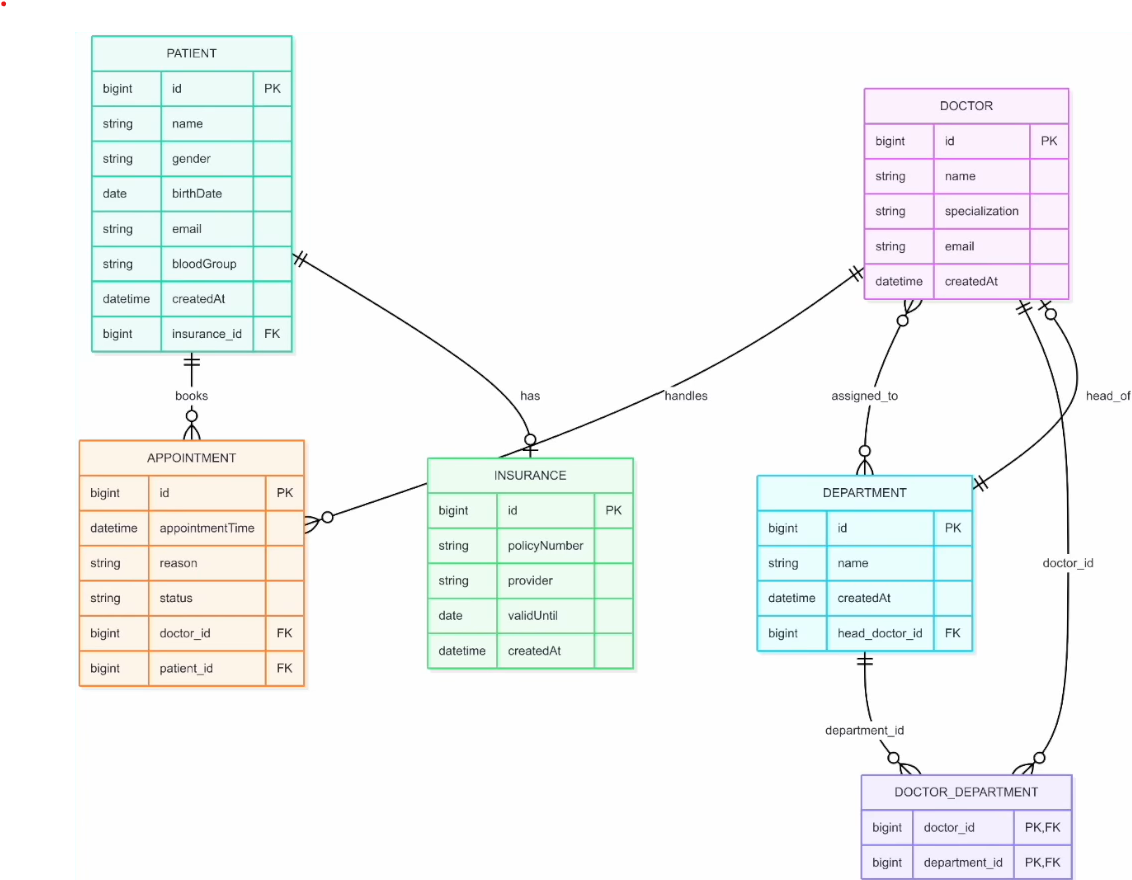 PATIENT
bigint id PK
string name
string gender
date birthDate
string email
string bloodGroup
datetime createdAt
bigint insurance_id FK
DOCTOR
bigint id PK
string name
string specialization
string email
datetime createdAt
books
has
handles
assigned_to
head_of
APPOINTMENT
bigint id PK
datetime appointmentTime
string reason
string status
bigint doctor_id FK
bigint patient_id FK
INSURANCE
bigint id PK
string policyNumber
string provider
date validUntil
datetime createdAt
DEPARTMENT
bigint id PK
string name
datetime createdAt
bigint head_doctor_id FK
doctor_id
department_id
DOCTOR_DEPARTMENT
bigint doctor_id PK,FK
bigint department_id PK,FK